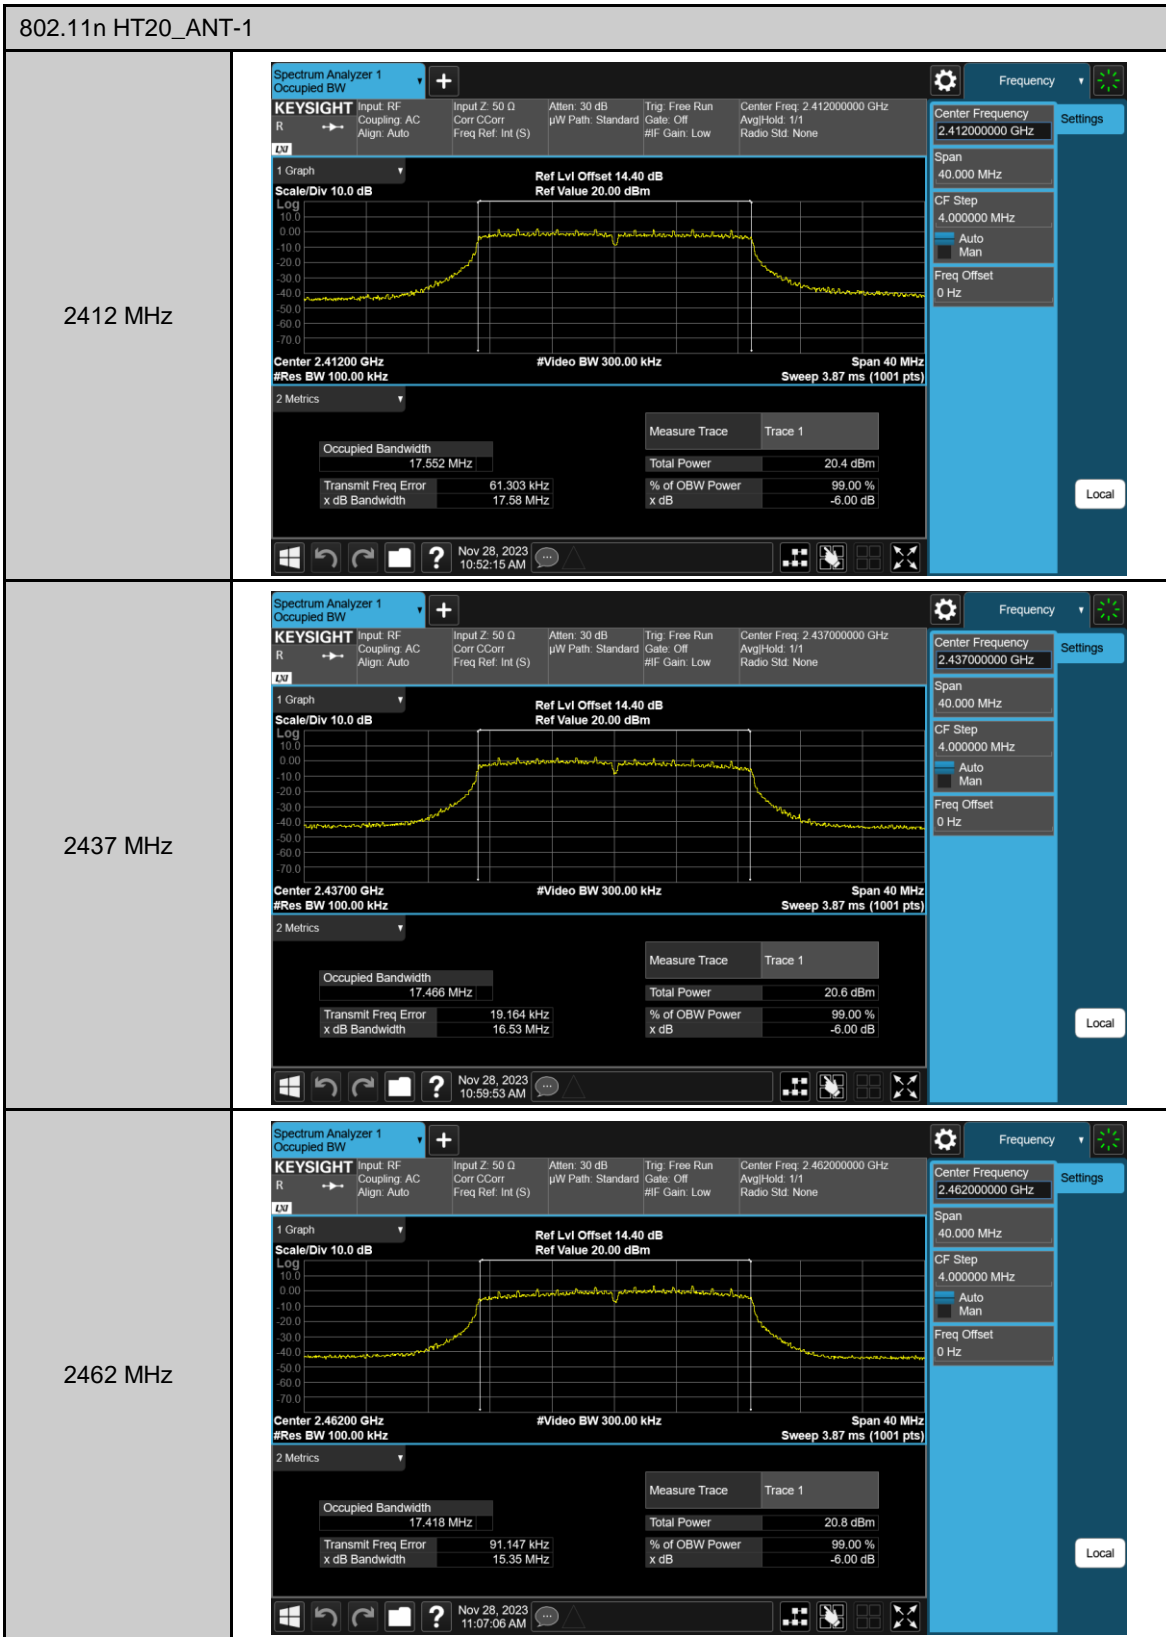 802.11n HT20_ANT-1
2412 MHz
Spectrum Analyzer 1
Occupied BW
Frequency
KEYSIGHT
R
LXI
Input: RF
Coupling: AC
Align: Auto
Input Z: 50 Ω
Corr CCorr
Freq Ref: Int (S)
Atten: 30 dB
µW Path: Standard
Trig: Free Run
Gate: Off
#IF Gain: Low
Center Freq: 2.412000000 GHz
Avg|Hold: 1/1
Radio Std: None
Center Frequency
2.412000000 GHz
Settings
Span
40.000 MHz
CF Step
4.000000 MHz
Auto
Man
Freq Offset
0 Hz
Local
1 Graph
Scale/Div 10.0 dB
Ref Lvl Offset 14.40 dB
Ref Value 20.00 dBm
Log
10.0
0.00
-10.0
-20.0
-30.0
-40.0
-50.0
-60.0
-70.0
Center 2.41200 GHz
#Res BW 100.00 kHz
#Video BW 300.00 kHz
Span 40 MHz
Sweep 3.87 ms (1001 pts)
2 Metrics
Measure Trace Trace 1
Occupied Bandwidth
17.552 MHz
Total Power 20.4 dBm
Transmit Freq Error 61.303 kHz
% of OBW Power 99.00 %
x dB Bandwidth 17.58 MHz
x dB -6.00 dB
?
Nov 28, 2023
10:52:15 AM
2437 MHz
Spectrum Analyzer 1
Occupied BW
Frequency
KEYSIGHT
R
LXI
Input: RF
Coupling: AC
Align: Auto
Input Z: 50 Ω
Corr CCorr
Freq Ref: Int (S)
Atten: 30 dB
µW Path: Standard
Trig: Free Run
Gate: Off
#IF Gain: Low
Center Freq: 2.437000000 GHz
Avg|Hold: 1/1
Radio Std: None
Center Frequency
2.437000000 GHz
Settings
Span
40.000 MHz
CF Step
4.000000 MHz
Auto
Man
Freq Offset
0 Hz
Local
1 Graph
Scale/Div 10.0 dB
Ref Lvl Offset 14.40 dB
Ref Value 20.00 dBm
Log
10.0
0.00
-10.0
-20.0
-30.0
-40.0
-50.0
-60.0
-70.0
Center 2.43700 GHz
#Res BW 100.00 kHz
#Video BW 300.00 kHz
Span 40 MHz
Sweep 3.87 ms (1001 pts)
2 Metrics
Measure Trace Trace 1
Occupied Bandwidth
17.466 MHz
Total Power 20.6 dBm
Transmit Freq Error 19.164 kHz
% of OBW Power 99.00 %
x dB Bandwidth 16.53 MHz
x dB -6.00 dB
?
Nov 28, 2023
10:59:53 AM
2462 MHz
Spectrum Analyzer 1
Occupied BW
Frequency
KEYSIGHT
R
LXI
Input: RF
Coupling: AC
Align: Auto
Input Z: 50 Ω
Corr CCorr
Freq Ref: Int (S)
Atten: 30 dB
µW Path: Standard
Trig: Free Run
Gate: Off
#IF Gain: Low
Center Freq: 2.462000000 GHz
Avg|Hold: 1/1
Radio Std: None
Center Frequency
2.462000000 GHz
Settings
Span
40.000 MHz
CF Step
4.000000 MHz
Auto
Man
Freq Offset
0 Hz
Local
1 Graph
Scale/Div 10.0 dB
Ref Lvl Offset 14.40 dB
Ref Value 20.00 dBm
Log
10.0
0.00
-10.0
-20.0
-30.0
-40.0
-50.0
-60.0
-70.0
Center 2.46200 GHz
#Res BW 100.00 kHz
#Video BW 300.00 kHz
Span 40 MHz
Sweep 3.87 ms (1001 pts)
2 Metrics
Measure Trace Trace 1
Occupied Bandwidth
17.418 MHz
Total Power 20.8 dBm
Transmit Freq Error 91.147 kHz
% of OBW Power 99.00 %
x dB Bandwidth 15.35 MHz
x dB -6.00 dB
?
Nov 28, 2023
11:07:06 AM